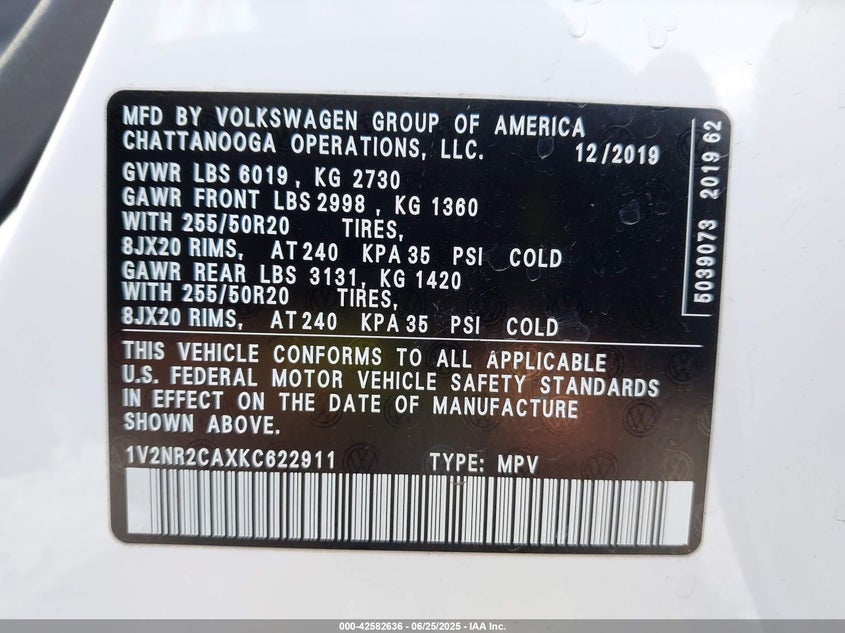 MFD BY VOLKSWAGEN GROUP OF AMERICA
CHATTANOOGA OPERATIONS, LLC. 12/2019
GVWR LBS 6019 , KG 2730
GAWR FRONT LBS 2998 , KG 1360
WITH 255/50R20 TIRES,
8JX20 RIMS, AT 240 KPA 35 PSI COLD
GAWR REAR LBS 3131, KG 1420
WITH 255/50R20 TIRES,
8JX20 RIMS, AT 240 KPA 35 PSI COLD
THIS VEHICLE CONFORMS TO ALL APPLICABLE
U.S. FEDERAL MOTOR VEHICLE SAFETY STANDARDS
IN EFFECT ON THE DATE OF MANUFACTURE
SHOWN ABOVE.
1V2NR2CAXKC622911 TYPE: MPV
5039073 2019 62
000-42582636 - 06/25/2025 - IAA Inc.